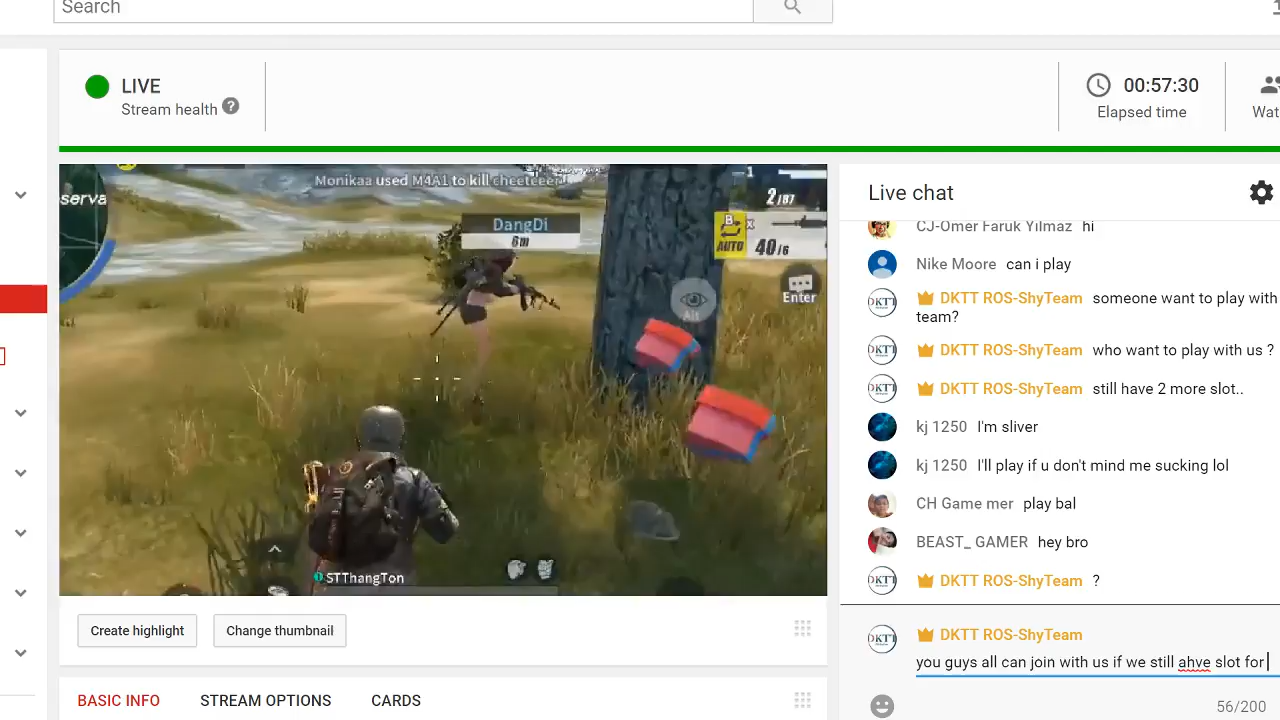 Search
LIVE
Stream health ?
00:57:30
Elapsed time
Wat
Monikaa used M4A1 to kill cheeteeer
serva
DangDi
6m
2/87
B
x
AUTO
40/6
Enter
Alt
STThangTon
Live chat
CJ-Omer Faruk Yilmaz hi
Nike Moore can i play
DKTT ROS-ShyTeam someone want to play with
team?
DKTT ROS-ShyTeam who want to play with us ?
DKTT ROS-ShyTeam still have 2 more slot..
kj 1250 I'm sliver
kj 1250 I'll play if u don't mind me sucking lol
CH Game mer play bal
BEAST_ GAMER hey bro
DKTT ROS-ShyTeam ?
DKTT ROS-ShyTeam
you guys all can join with us if we still ahve slot for
56/200
Create highlight
Change thumbnail
BASIC INFO
STREAM OPTIONS
CARDS